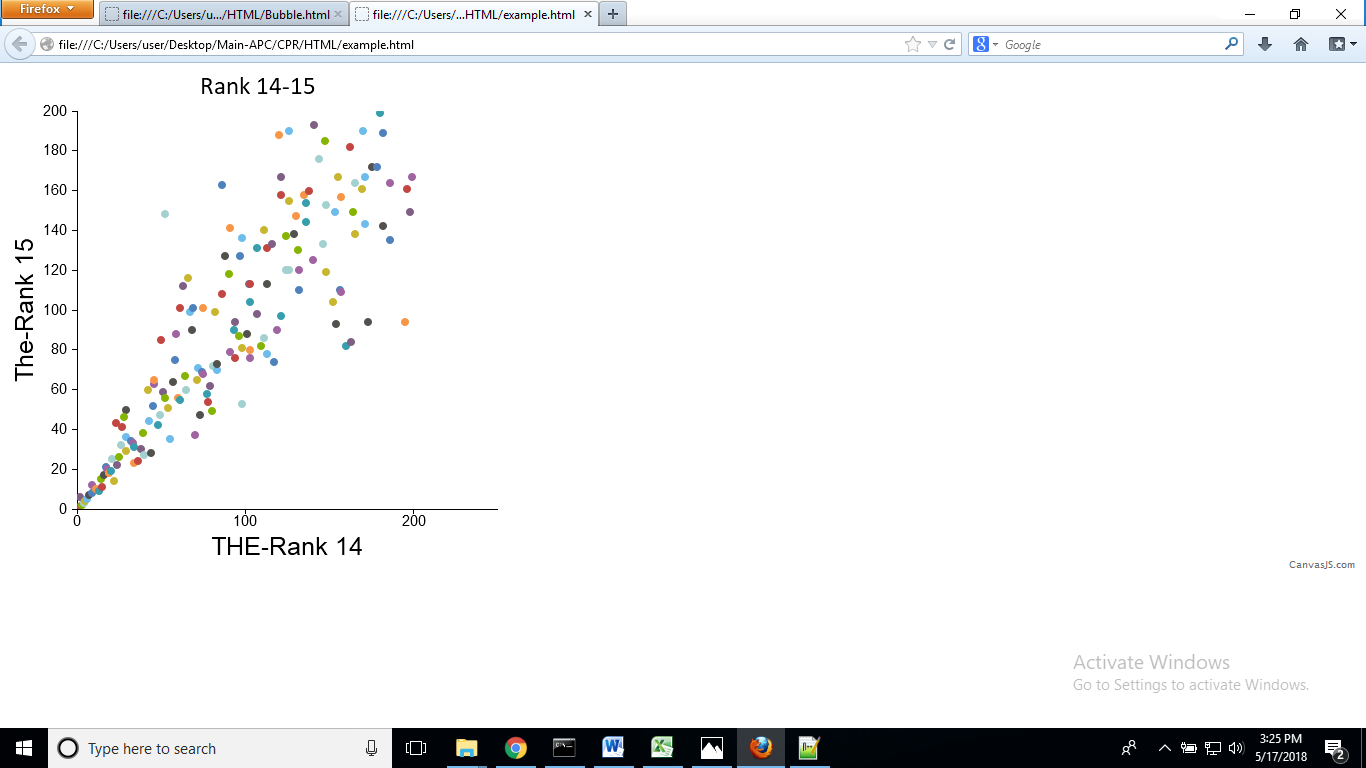 Firefox
file:///C:/Users/u.../HTML/Bubble.html
file:///C:/Users/...HTML/example.html
file:///C:/Users/user/Desktop/Main-APC/CPR/HTML/example.html
Google
Rank 14-15
The-Rank 15
200
180
160
140
120
100
80
60
40
20
0
0 100 200
THE-Rank 14
CanvasJS.com
Activate Windows
Go to Settings to activate Windows.
Type here to search
3:25 PM
5/17/2018
2